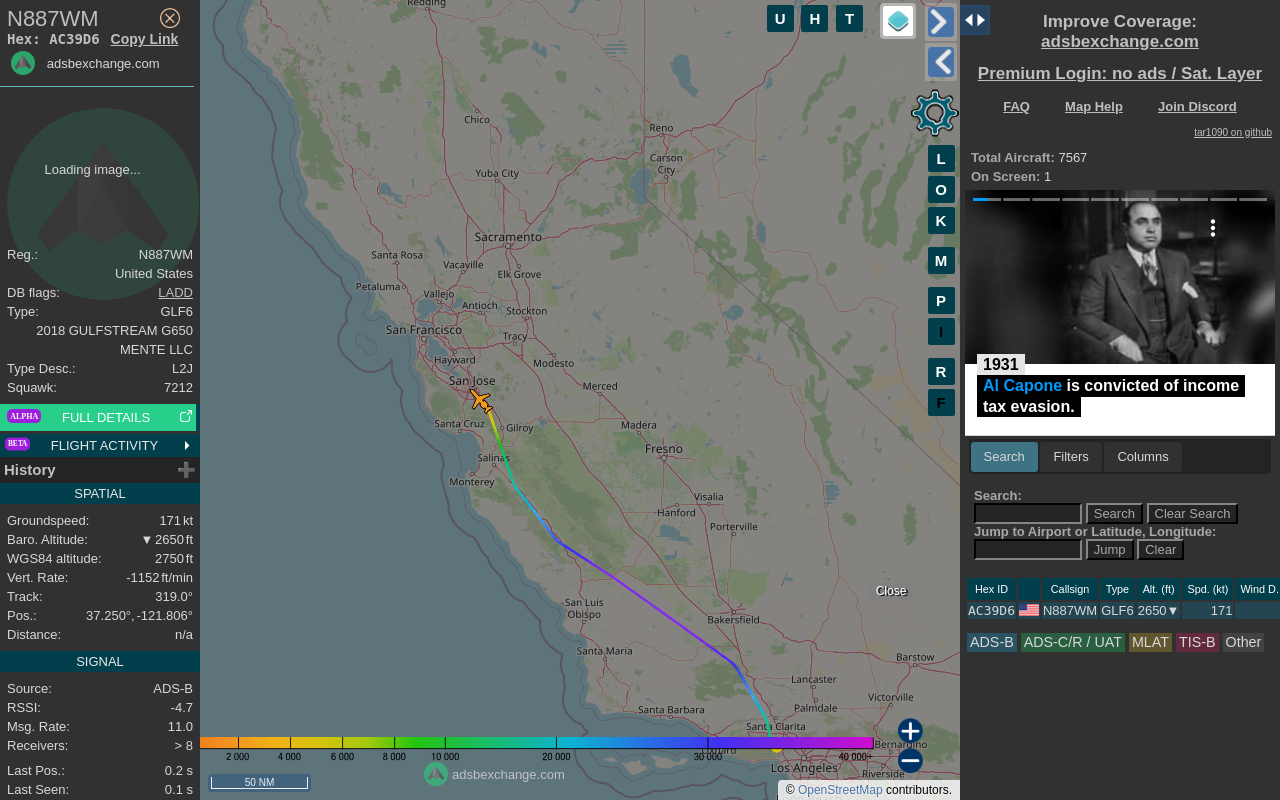 N887WM
Hex: AC39D6 Copy Link
adsbexchange.com
Loading image...
Reg.: N887WM
United States
DB flags: LADD
Type: GLF6
2018 GULFSTREAM G650
MENTE LLC
Type Desc.: L2J
Squawk: 7212
ALPHA FULL DETAILS
BETA FLIGHT ACTIVITY
History
SPATIAL
Groundspeed: 171 kt
Baro. Altitude: ▼ 2650 ft
WGS84 altitude: 2750 ft
Vert. Rate: -1152 ft/min
Track: 319.0°
Pos.: 37.250°, -121.806°
Distance: n/a
SIGNAL
Source: ADS-B
RSSI: -4.7
Msg. Rate: 11.0
Receivers: > 8
Last Pos.: 0.2 s
Last Seen: 0.1 s
Redding
Chico
Reno
Carson
City
Yuba City
Sacramento
Santa Rosa
Vacaville
Elk Grove
Petaluma
Vallejo
Antioch
Stockton
San Francisco
Tracy
Hayward
Modesto
San Jose
Merced
Santa Cruz
Gilroy
Madera
Salinas
Fresno
Monterey
Visalia
Hanford
Porterville
San Luis
Obispo
Bakersfield
Santa Maria
Barstow
Lancaster
Palmdale
Victorville
Santa Barbara
Santa Clarita
Oxnard
Bernardino
Los Angeles
Riverside
U H T
L
O
K
M
P
I
R
F
Close
2 000 4 000 6 000 8 000 10 000 20 000 30 000 40 000+
50 NM
adsbexchange.com
© OpenStreetMap contributors.
Improve Coverage:
adsbexchange.com
Premium Login: no ads / Sat. Layer
FAQ Map Help Join Discord
tar1090 on github
Total Aircraft: 7567
On Screen: 1
1931
Al Capone is convicted of income
tax evasion.
Search Filters Columns
Search:
Search Clear Search
Jump to Airport or Latitude, Longitude:
Jump Clear
Hex ID Callsign Type Alt. (ft) Spd. (kt) Wind D.
AC39D6 N887WM GLF6 2650▼ 171
ADS-B ADS-C/R / UAT MLAT TIS-B Other